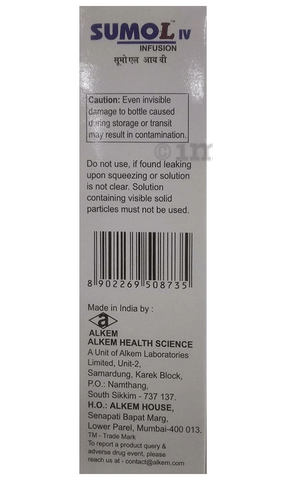 SUMOL™ IV
INFUSION
सूमोएल आय वी
Caution: Even invisible
damage to bottle caused
during storage or transit
may result in contamination.
Do not use, if found leaking
upon squeezing or solution
is not clear. Solution
containing visible solid
particles must not be used.
8 902269 508735
Made in India by :
a
ALKEM
ALKEM HEALTH SCIENCE
A Unit of Alkem Laboratories
Limited, Unit-2,
Samardung, Karek Block,
P.O.: Namthang,
South Sikkim - 737 137.
H.O.: ALKEM HOUSE,
Senapati Bapat Marg,
Lower Parel, Mumbai-400 013.
TM - Trade Mark
To report a product query &
adverse drug event, please
reach us at - contact@alkem.com